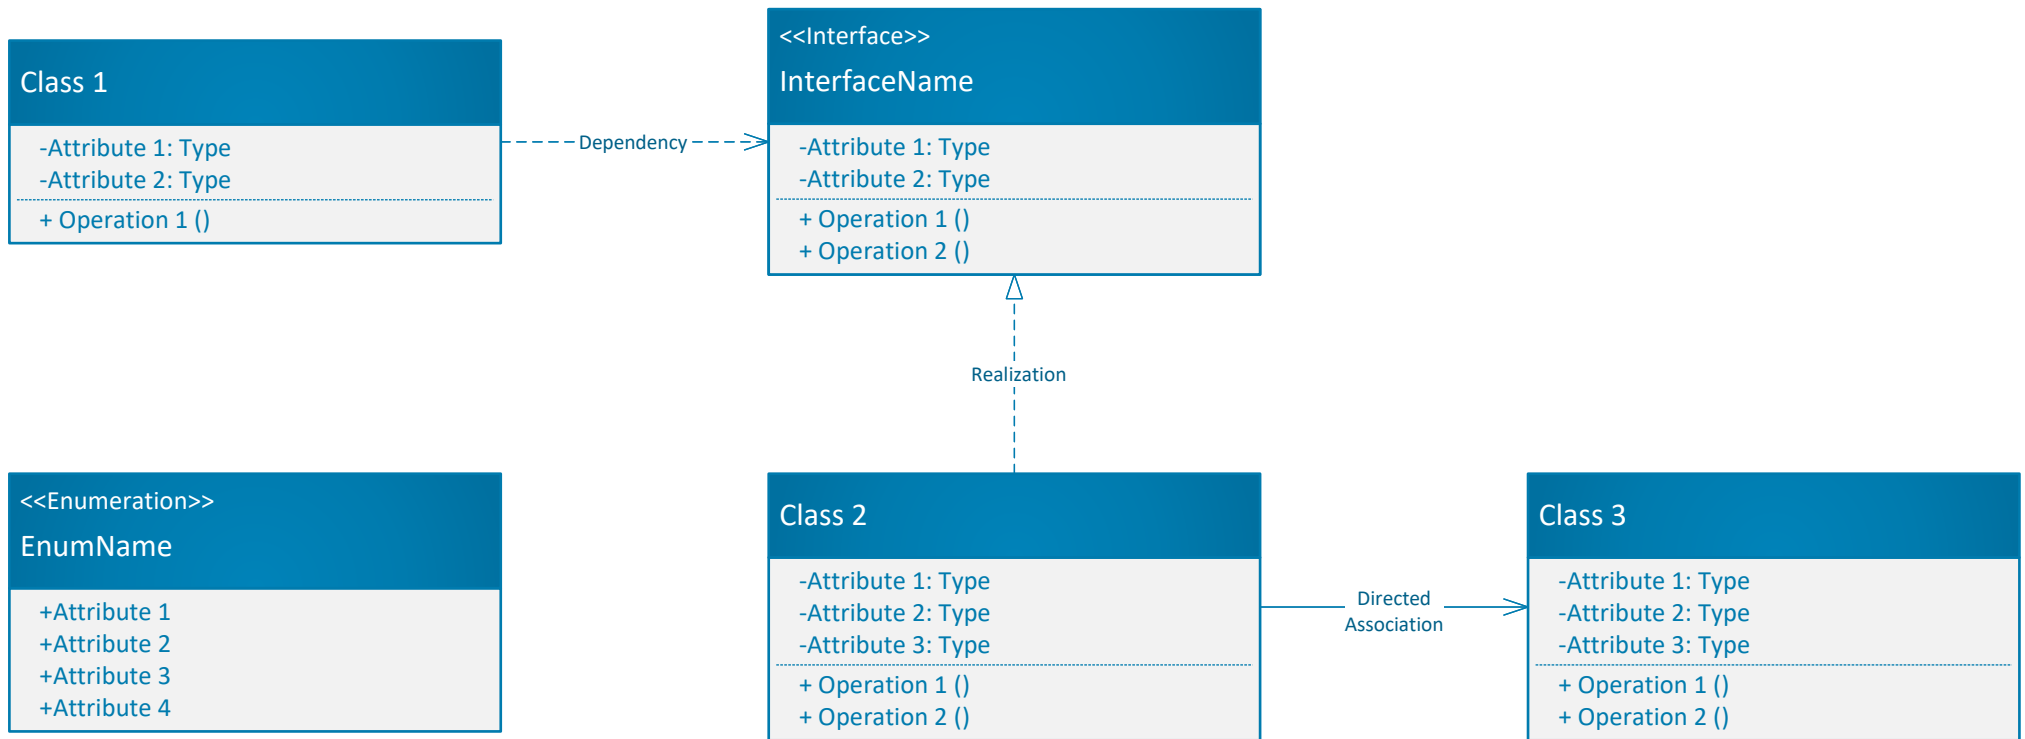 Class 1
-Attribute 1: Type
-Attribute 2: Type
+ Operation 1 ()
Dependency
<<Interface>>
InterfaceName
-Attribute 1: Type
-Attribute 2: Type
+ Operation 1 ()
+ Operation 2 ()
Realization
<<Enumeration>>
EnumName
+Attribute 1
+Attribute 2
+Attribute 3
+Attribute 4
Class 2
-Attribute 1: Type
-Attribute 2: Type
-Attribute 3: Type
+ Operation 1 ()
+ Operation 2 ()
Directed
Association
Class 3
-Attribute 1: Type
-Attribute 2: Type
-Attribute 3: Type
+ Operation 1 ()
+ Operation 2 ()